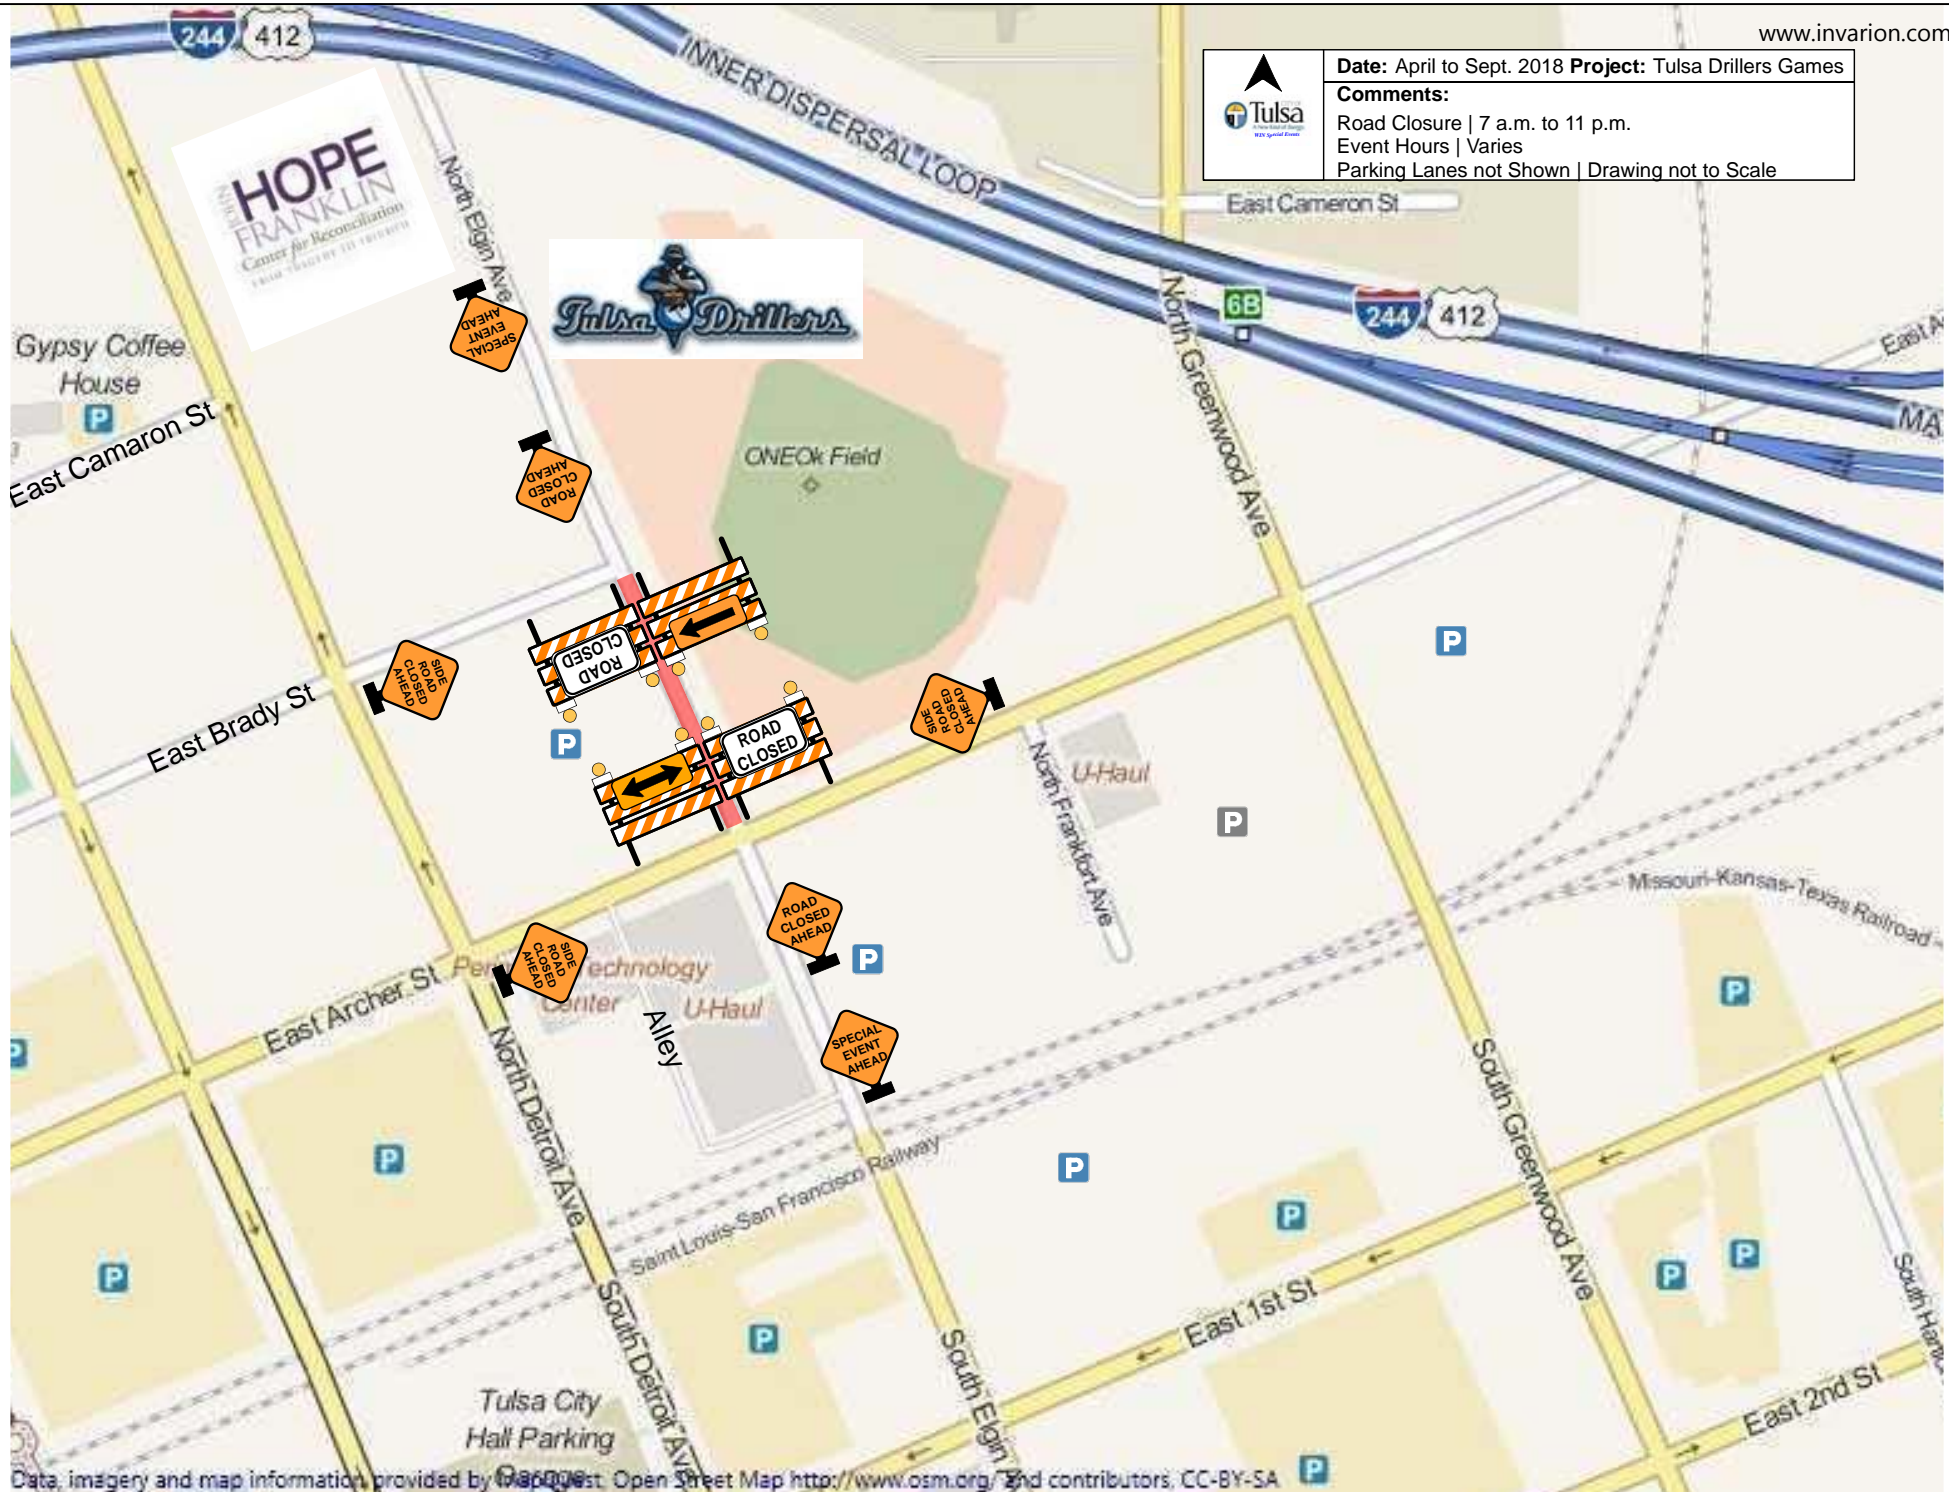 www.invarion.com
Date: April to Sept. 2018 Project: Tulsa Drillers Games
Comments:
Road Closure | 7 a.m. to 11 p.m.
Event Hours | Varies
Parking Lanes not Shown | Drawing not to Scale
Tulsa
244
412
INNER DISPERSAL LOOP
East Cameron St
JOHN
HOPE
FRANKLIN
Center for Reconciliation
FROM TRAGEDY TO TRIUMPH
North Elgin Ave
Tulsa Drillers
SPECIAL
EVENT
AHEAD
6B
244
412
North Greenwood Ave
Gypsy Coffee
House
P
East Camaron St
ROAD
CLOSED
AHEAD
ONEOk Field
MA
ROAD
CLOSED
SIDE
ROAD
CLOSED
AHEAD
P
East Brady St
P
ROAD
CLOSED
SIDE
ROAD
CLOSED
AHEAD
North Frankfort Ave
U-Haul
P
Missouri-Kansas-Texas Railroad
ROAD
CLOSED
AHEAD
P
SIDE
ROAD
CLOSED
AHEAD
Technology
Center
U-Haul
Alley
East Archer St
P
P
SPECIAL
EVENT
AHEAD
North Detroit Ave
South Greenwood Ave
P
Saint Louis-San Francisco Railway
P
P
P
P
P
South Detroit Ave
P
East 1st St
South Elgin
East 2nd St
Tulsa City
Hall Parking
P
Data, imagery and map information provided by MapQuest, Open Street Map http://www.osm.org/ and contributors, CC-BY-SA